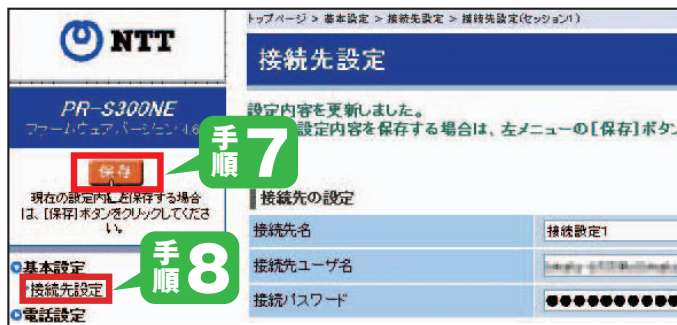 NTT
PR-S300NE
ファームウェアバージョン 4.6
保存
現在の設定内容を保存する場合
は、[保存]ボタンをクリックしてくださ
い。
基本設定
接続先設定
電話設定
手順7
手順8
トップページ > 基本設定 > 接続先設定 > 接続先設定(セッション1)
接続先設定
設定内容を更新しました。
設定内容を保存する場合は、左メニューの[保存]ボタン
接続先の設定
接続先名
接続設定1
接続先ユーザ名
接続パスワード
●●●●●●●●●●